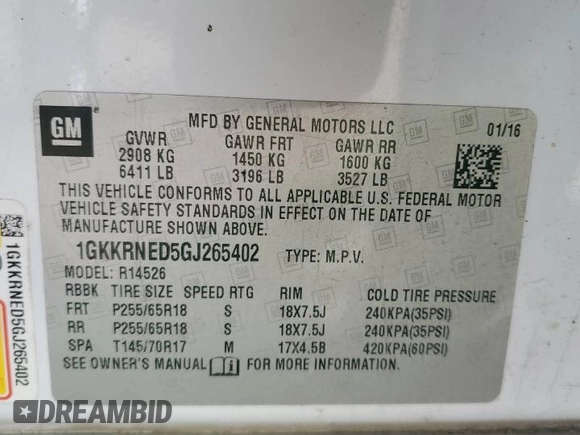 GM
MFD BY GENERAL MOTORS LLC
01/16
GVWR GAWR FRT GAWR RR
2908 KG 1450 KG 1600 KG
6411 LB 3196 LB 3527 LB
THIS VEHICLE CONFORMS TO ALL APPLICABLE U.S. FEDERAL MOTOR
VEHICLE SAFETY STANDARDS IN EFFECT ON THE DATE OF
MANUFACTURE SHOWN ABOVE.
1GKKRNED5GJ265402 TYPE: M.P.V.
MODEL: R14526
RBBK TIRE SIZE SPEED RTG RIM COLD TIRE PRESSURE
FRT P255/65R18 S 18X7.5J 240KPA(35PSI)
RR P255/65R18 S 18X7.5J 240KPA(35PSI)
SPA T145/70R17 M 17X4.5B 420KPA(60PSI)
SEE OWNER'S MANUAL i FOR MORE INFORMATION
1GKKRNED5GJ265402
DREAMBID